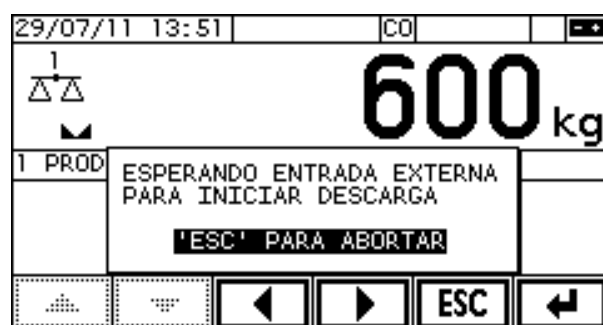 29/07/11 13:51 CO
1
600 kg
1 PROD
ESPERANDO ENTRADA EXTERNA
PARA INICIAR DESCARGA
'ESC' PARA ABORTAR
ESC